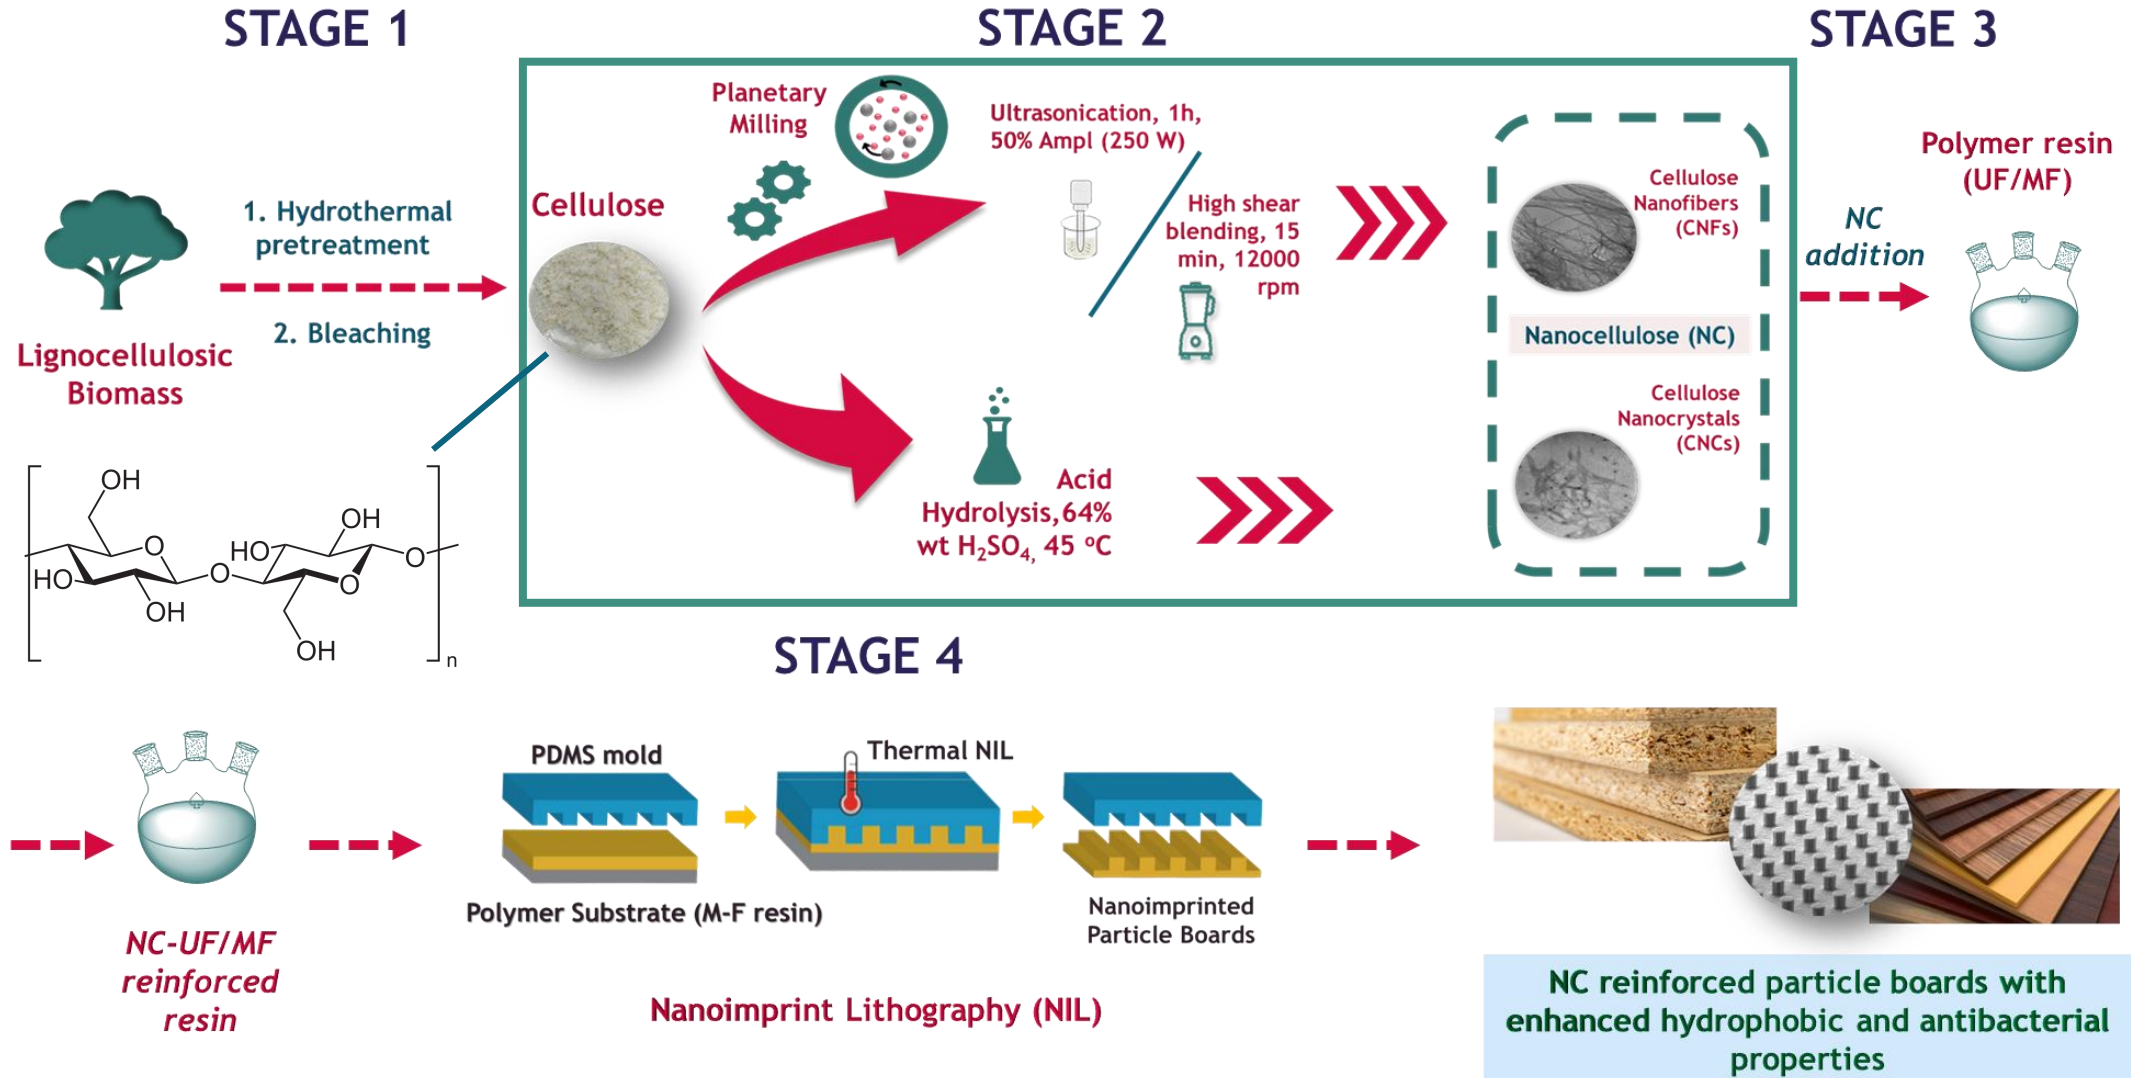 STAGE 1
STAGE 2
STAGE 3
Lignocellulosic
Biomass
1. Hydrothermal
pretreatment
2. Bleaching
Cellulose
Planetary
Milling
Ultrasonication, 1h,
50% Ampl (250 W)
High shear
blending, 15
min, 12000
rpm
Acid
Hydrolysis,64%
wt H₂SO₄, 45 ºC
Cellulose
Nanofibers
(CNFs)
Nanocellulose (NC)
Cellulose
Nanocrystals
(CNCs)
NC
addition
Polymer resin
(UF/MF)
OH
O
HO
OH
O
HO
OH
O
OH
O
n
STAGE 4
NC-UF/MF
reinforced
resin
PDMS mold
Thermal NIL
Polymer Substrate (M-F resin)
Nanoimprinted
Particle Boards
Nanoimprint Lithography (NIL)
NC reinforced particle boards with
enhanced hydrophobic and antibacterial
properties